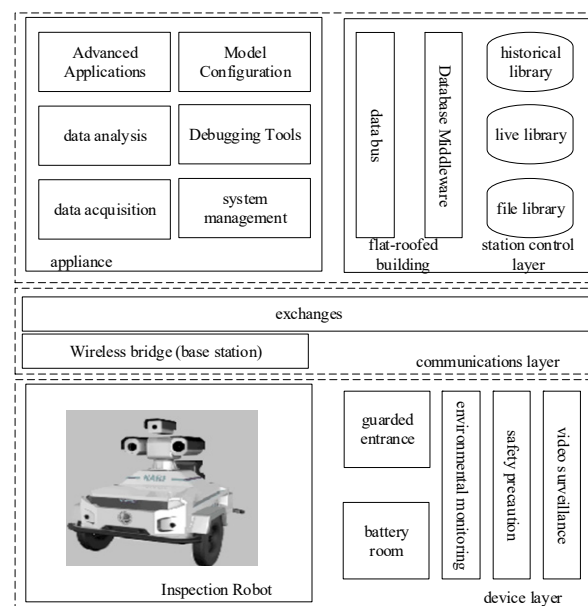 Advanced
Applications
Model
Configuration
data analysis
Debugging Tools
data acquisition
system
management
appliance
data bus
Database Middleware
historical
library
live library
file library
flat-roofed
building
station control
layer
exchanges
Wireless bridge (base station)
communications layer
Inspection Robot
guarded
entrance
battery
room
environmental monitoring
safety precaution
video surveillance
device layer